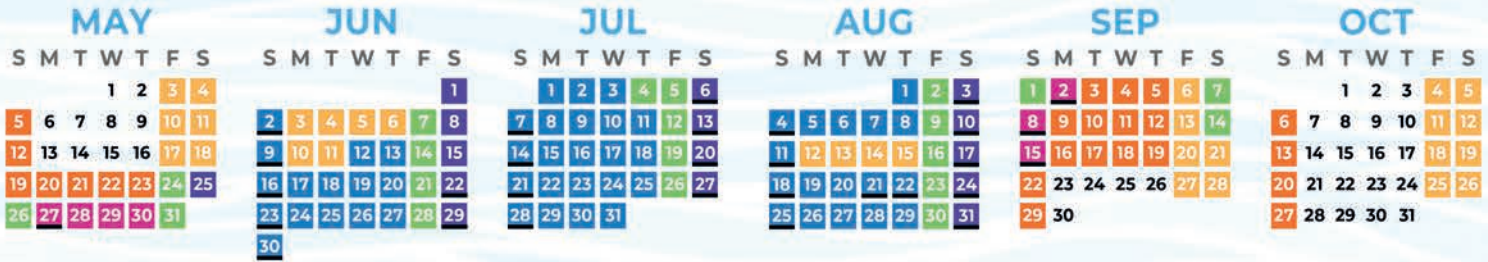 MAY JUN JUL AUG SEP OCT
S M T W T F S S M T W T F S S M T W T F S S M T W T F S S M T W T F S S M T W T F S
1 2 3 4 1 1 2 3 4 5 6 1 2 3 1 2 3 4 5 6 7 1 2 3 4 5
5 6 7 8 9 10 11 2 3 4 5 6 7 8 7 8 9 10 11 12 13 4 5 6 7 8 9 10 8 9 10 11 12 13 14 6 7 8 9 10 11 12
12 13 14 15 16 17 18 9 10 11 12 13 14 15 14 15 16 17 18 19 20 11 12 13 14 15 16 17 15 16 17 18 19 20 21 13 14 15 16 17 18 19
19 20 21 22 23 24 25 16 17 18 19 20 21 22 21 22 23 24 25 26 27 18 19 20 21 22 23 24 22 23 24 25 26 27 28 20 21 22 23 24 25 26
26 27 28 29 30 31 23 24 25 26 27 28 29 28 29 30 31 25 26 27 28 29 30 31 29 30 27 28 29 30 31
30